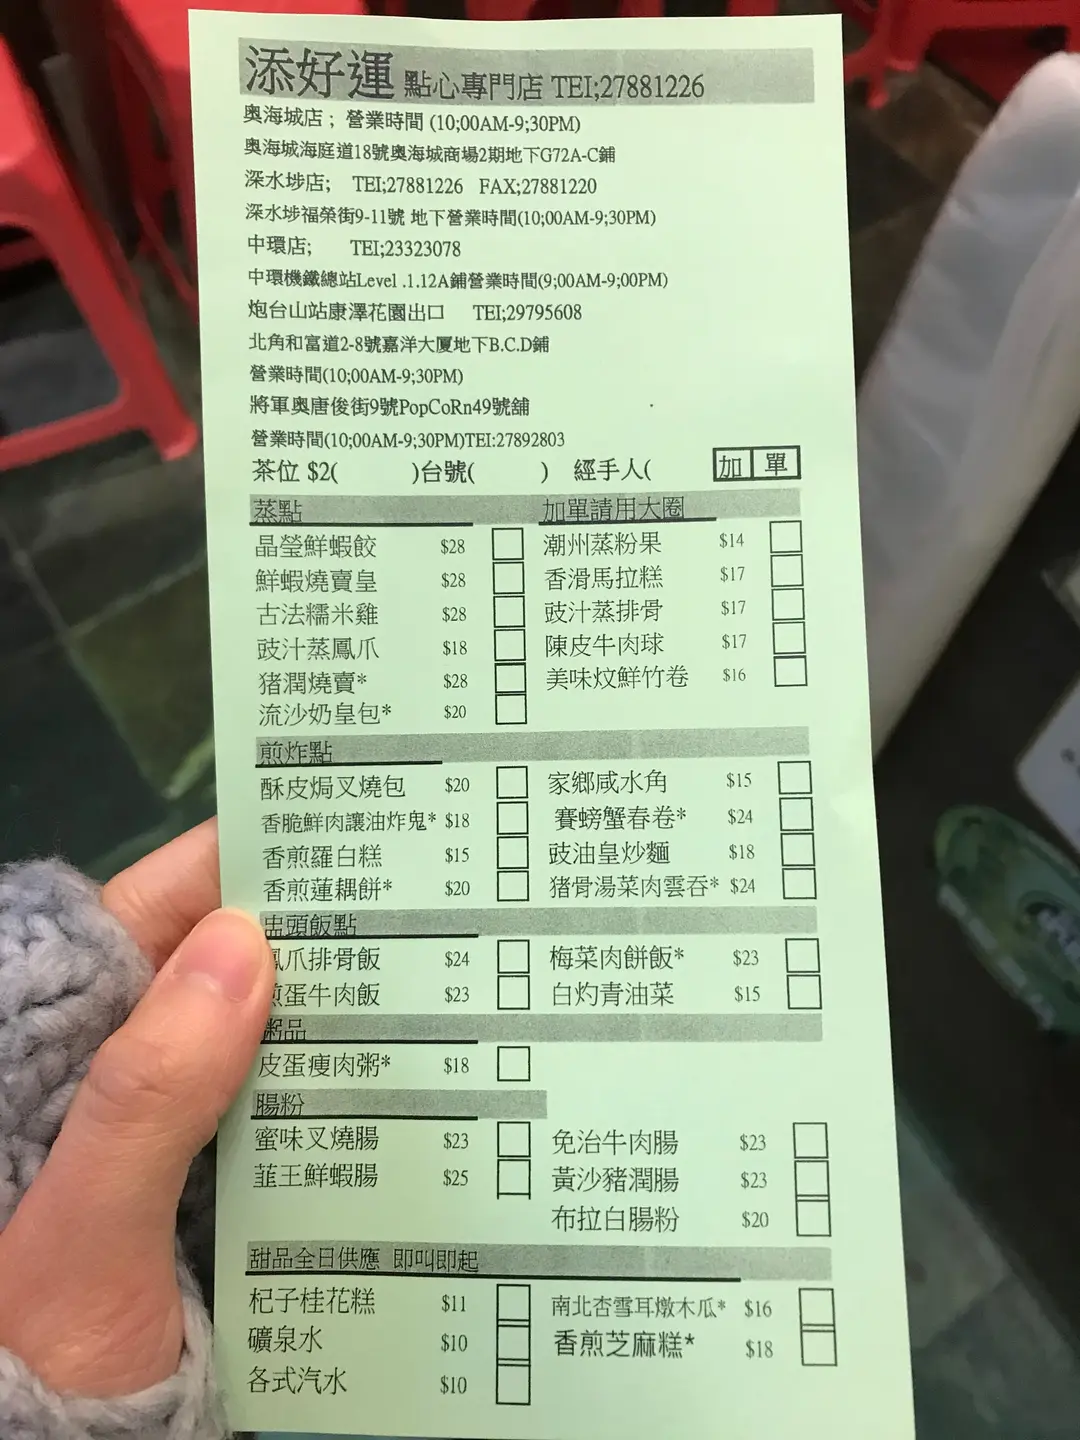 添好運 點心專門店 TEI;27881226
奧海城店； 營業時間 (10;00AM-9;30PM)
奧海城海庭道18號奧海城商場2期地下G72A-C鋪
深水埗店; TEI;27881226 FAX;27881220
深水埗福榮街9-11號 地下營業時間(10;00AM-9;30PM)
中環店; TEI;23323078
中環機鐵總站Level .1.12A鋪營業時間(9;00AM-9;00PM)
炮台山站康澤花園出口 TEI;29795608
北角和富道2-8號嘉洋大廈地下B.C.D鋪
營業時間(10;00AM-9;30PM)
將軍奧唐俊街9號PopCoRn49號舖
營業時間(10;00AM-9;30PM)TEI:27892803
茶位 $2( )台號( ) 經手人( 加 單
蒸點 加單請用大圈
晶瑩鮮蝦餃 $28 潮州蒸粉果 $14
鮮蝦燒賣皇 $28 香滑馬拉糕 $17
古法糯米雞 $28 豉汁蒸排骨 $17
豉汁蒸鳳爪 $18 陳皮牛肉球 $17
猪潤燒賣* $28 美味炆鮮竹卷 $16
流沙奶皇包* $20
煎炸點
酥皮焗叉燒包 $20 家鄉咸水角 $15
香脆鮮肉讓油炸鬼* $18 賽螃蟹春卷* $24
香煎羅白糕 $15 豉油皇炒麵 $18
香煎蓮耦餅* $20 猪骨湯菜肉雲吞* $24
盅頭飯點
鳳爪排骨飯 $24 梅菜肉餅飯* $23
煎蛋牛肉飯 $23 白灼青油菜 $15
粥品
皮蛋瘦肉粥* $18
腸粉
蜜味叉燒腸 $23 免治牛肉腸 $23
韮王鮮蝦腸 $25 黃沙豬潤腸 $23
布拉白腸粉 $20
甜品全日供應 即叫即起
杞子桂花糕 $11 南北杏雪耳燉木瓜* $16
礦泉水 $10 香煎芝麻糕* $18
各式汽水 $10